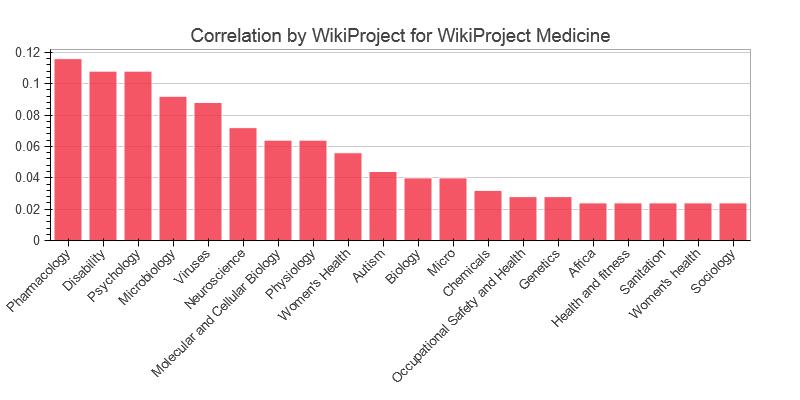 Correlation by WikiProject for WikiProject Medicine
0.12
0.1
0.08
0.06
0.04
0.02
0
Pharmacology
Disability
Psychology
Microbiology
Viruses
Neuroscience
Molecular and Cellular Biology
Physiology
Women's Health
Autism
Biology
Micro
Chemicals
Occupational Safety and Health
Genetics
Africa
Health and fitness
Sanitation
Women's health
Sociology